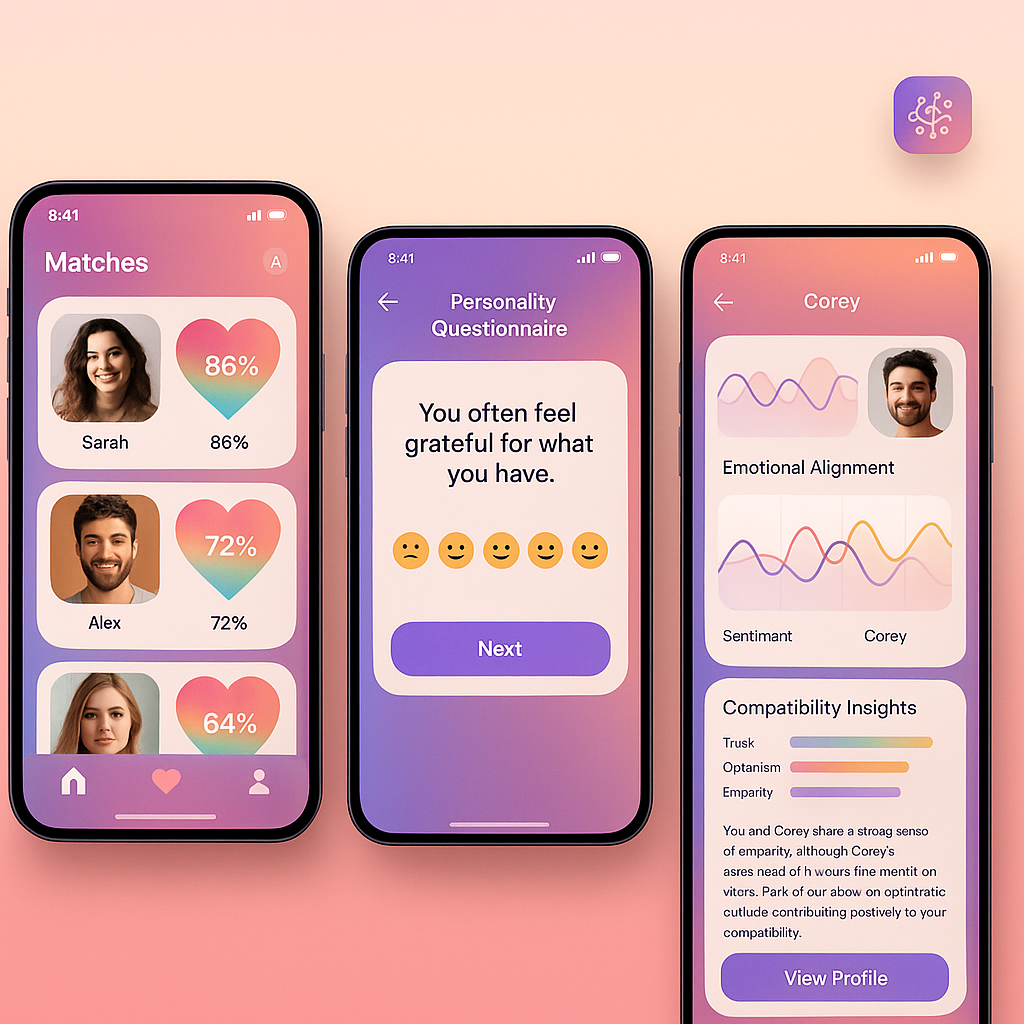 8:41
Matches
A
86%
Sarah
86%
72%
Alex
72%
64%
8:41
Personality
Questionnaire
You often feel
grateful for what
you have.
Next
8:41
Corey
Emotional Alignment
Sentimant
Corey
Compatibility Insights
Trusk
Optanism
Emparity
You and Corey share a stroag senso
of emparity, although Corey's
asres nead of h wours fine mentit on
viters. Park of our abow on optintratic
cutlude contribuiting postively to your
compatibility.
View Profile